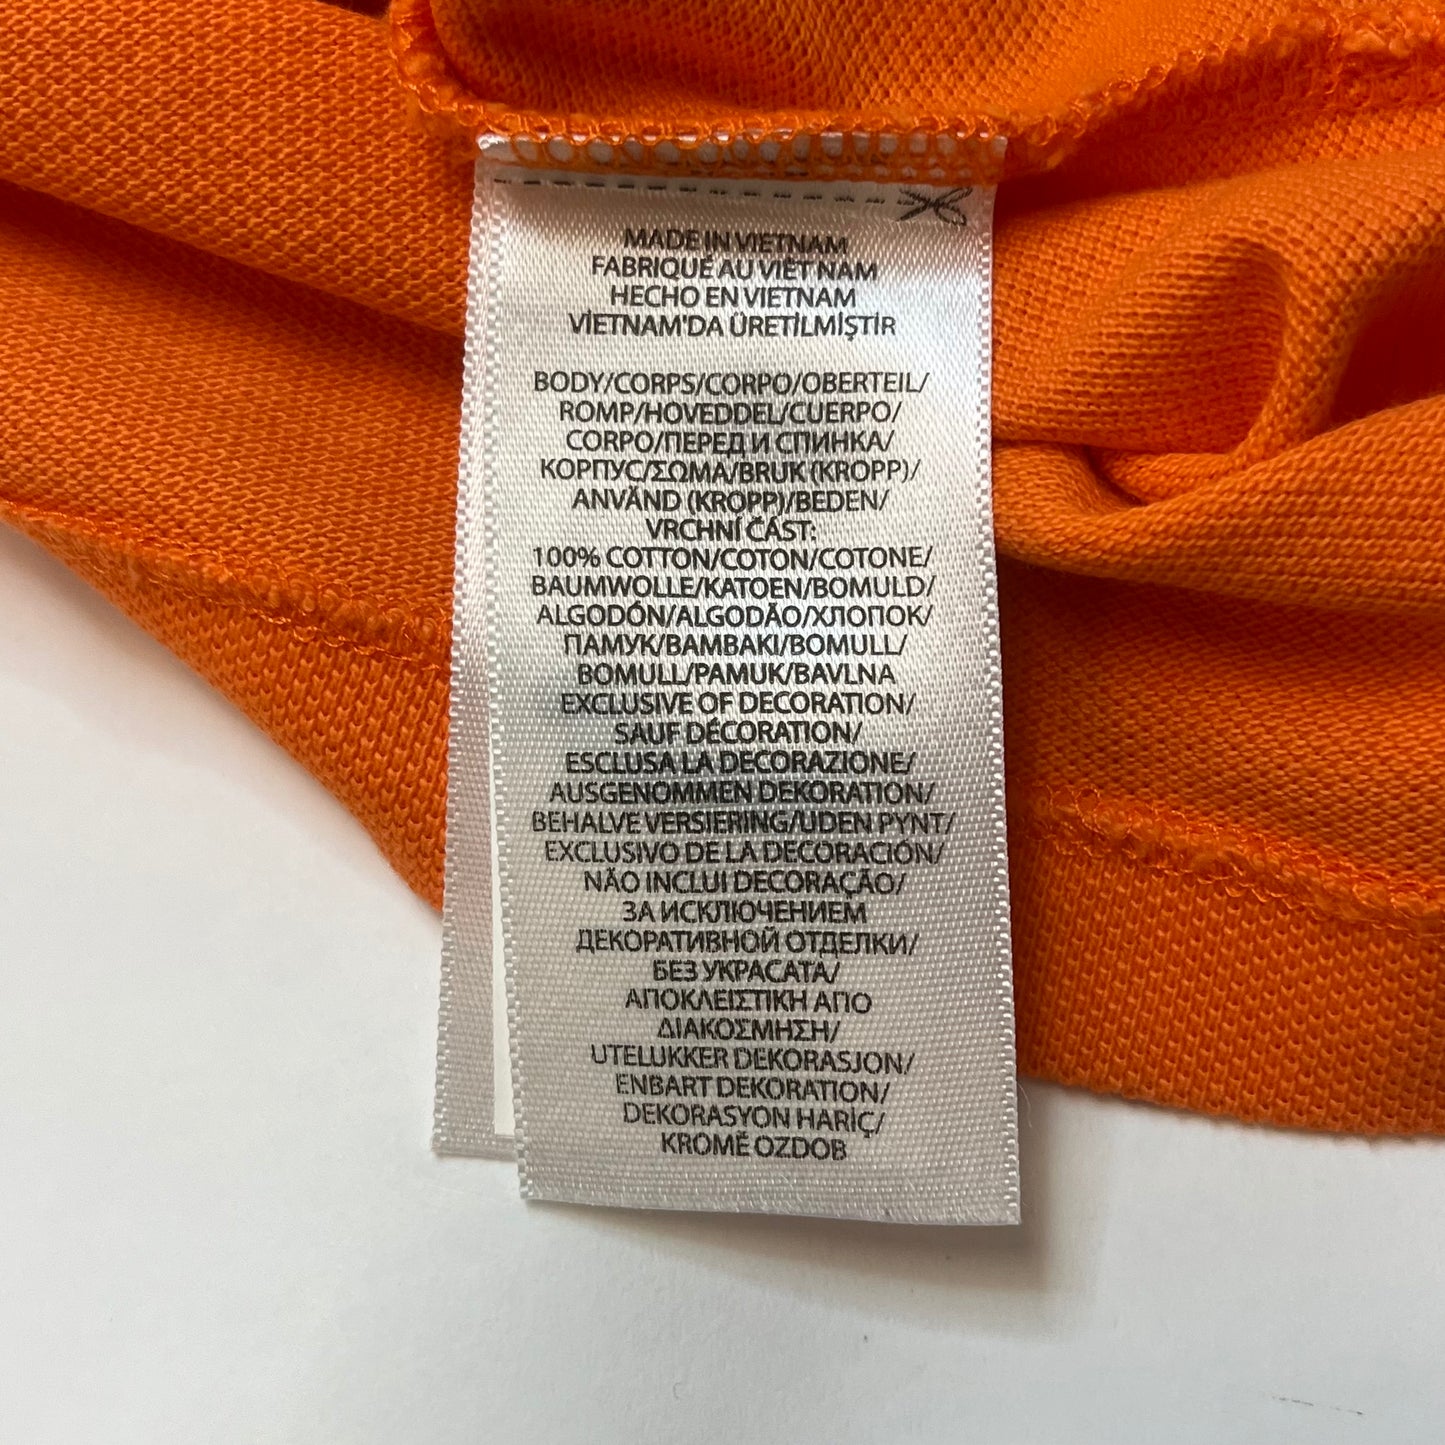 MADE IN VIETNAM
FABRIQUÉ AU VIÊT NAM
HECHO EN VIETNAM
VİETNAM'DA ÜRETİLMİŞTİR
BODY/CORPS/CORPO/OBERTEIL/
ROMP/HOVEDDEL/CUERPO/
CORPO/ПЕРЕД И СПИНКА/
КОРПУС/ΣΩΜΑ/BRUK (KROPP)/
ANVÄND (KROPP)/BEDEN/
VRCHNÍ ČÁST:
100% COTTON/COTON/COTONE/
BAUMWOLLE/KATOEN/BOMULD/
ALGODÓN/ALGODÃO/ХЛОПОК/
ПАМУК/ΒΑΜΒΑΚΙ/BOMULL/
BOMULL/PAMUK/BAVLNA
EXCLUSIVE OF DECORATION/
SAUF DÉCORATION/
ESCLUSA LA DECORAZIONE/
AUSGENOMMEN DEKORATION/
BEHALVE VERSIERING/UDEN PYNT/
EXCLUSIVO DE LA DECORACIÓN/
NÃO INCLUI DECORAÇÃO/
ЗА ИСКЛЮЧЕНИЕМ
ДЕКОРАТИВНОЙ ОТДЕЛКИ/
БЕЗ УКРАСАТА/
ΑΠΟΚΛΕΙΣΤΙΚΗ ΑΠΟ
ΔΙΑΚΟΣΜΗΣΗ/
UTELUKKER DEKORASJON/
ENBART DEKORATION/
DEKORASYON HARİÇ/
KROMĚ OZDOB